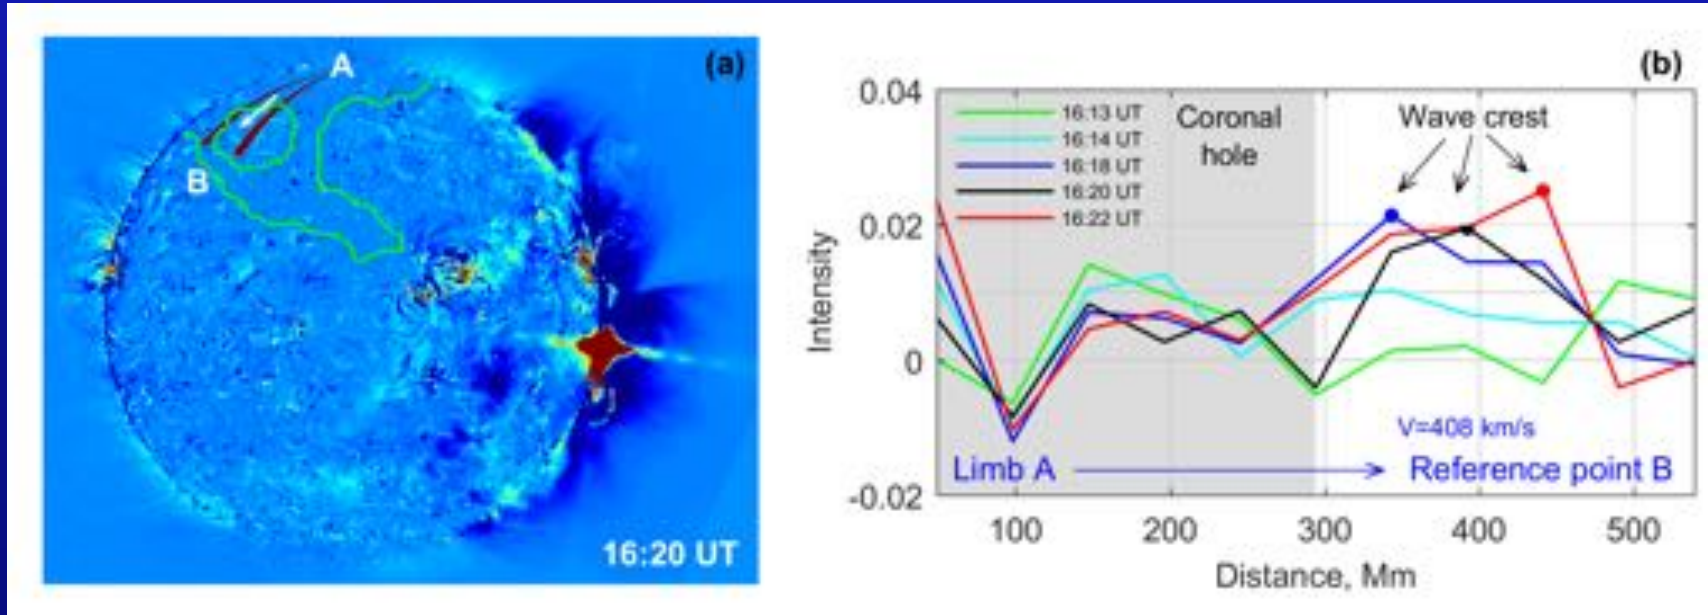 (a)
A
B
16:20 UT
(b)
0.04
0.02
0
-0.02
Intensity
16:13 UT
16:14 UT
16:18 UT
16:20 UT
16:22 UT
Coronal
hole
Wave crest
V=408 km/s
Limb A
Reference point B
100
200
300
400
500
Distance, Mm